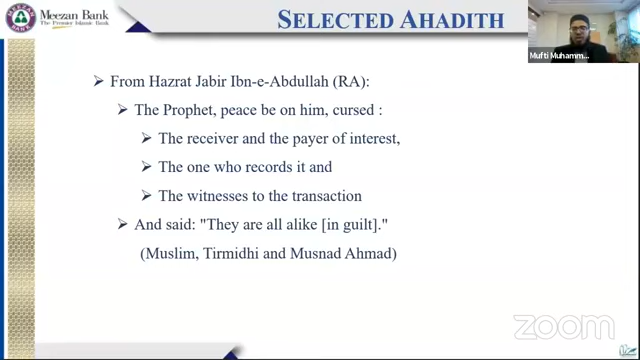 Meezan Bank
The Premier Islamic Bank
SELECTED AHADITH
Mufti Muhamm...
➢ From Hazrat Jabir Ibn-e-Abdullah (RA):
➢ The Prophet, peace be on him, cursed :
➢ The receiver and the payer of interest,
➢ The one who records it and
➢ The witnesses to the transaction
➢ And said: "They are all alike [in guilt]."
(Muslim, Tirmidhi and Musnad Ahmad)
zoom